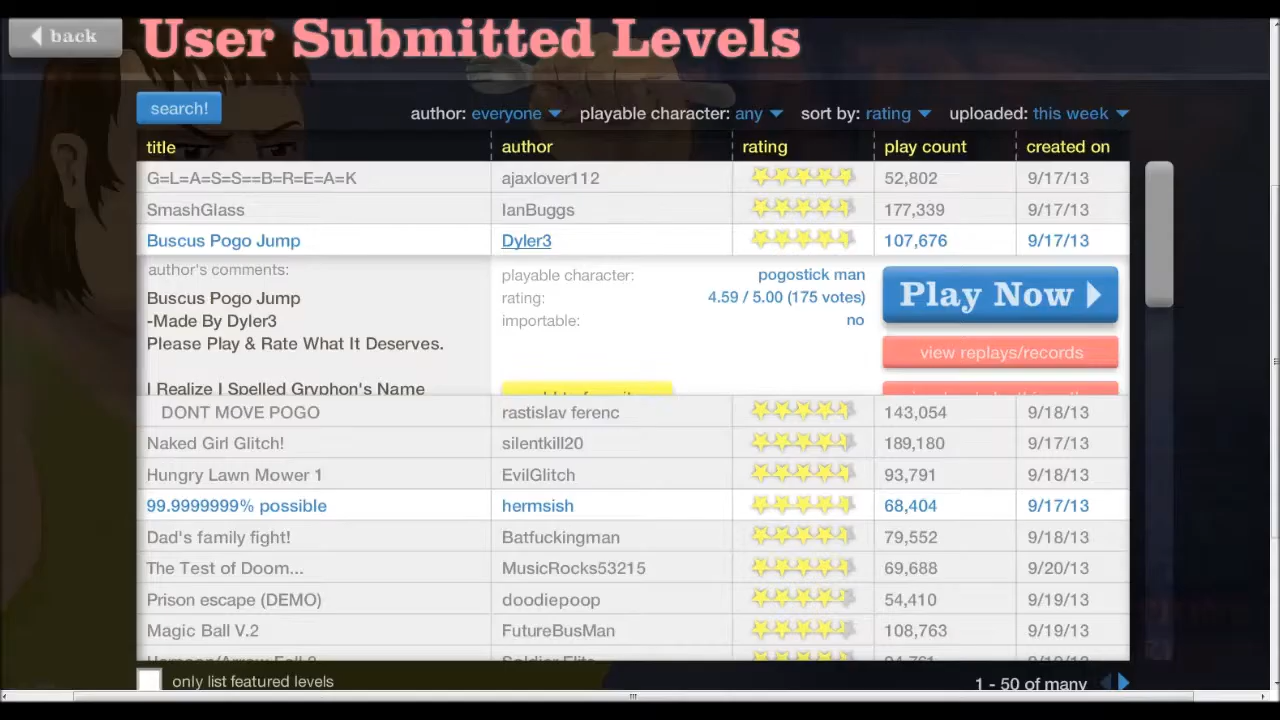 back
User Submitted Levels
search!
author: everyone playable character: any sort by: rating uploaded: this week
title author rating play count created on
G=L=A=S=S==B=R=E=A=K ajaxlover112 52,802 9/17/13
SmashGlass IanBuggs 177,339 9/17/13
Buscus Pogo Jump Dyler3 107,676 9/17/13
author's comments:
Buscus Pogo Jump
-Made By Dyler3
Please Play & Rate What It Deserves.
I Realize I Spelled Gryphon's Name
playable character: pogostick man
rating: 4.59 / 5.00 (175 votes)
importable: no
Play Now
view replays/records
DONT MOVE POGO rastislav ferenc 143,054 9/18/13
Naked Girl Glitch! silentkill20 189,180 9/17/13
Hungry Lawn Mower 1 EvilGlitch 93,791 9/18/13
99.9999999% possible hermsish 68,404 9/17/13
Dad's family fight! Batfuckingman 79,552 9/18/13
The Test of Doom... MusicRocks53215 69,688 9/20/13
Prison escape (DEMO) doodiepoop 54,410 9/19/13
Magic Ball V.2 FutureBusMan 108,763 9/19/13
only list featured levels
1 - 50 of many